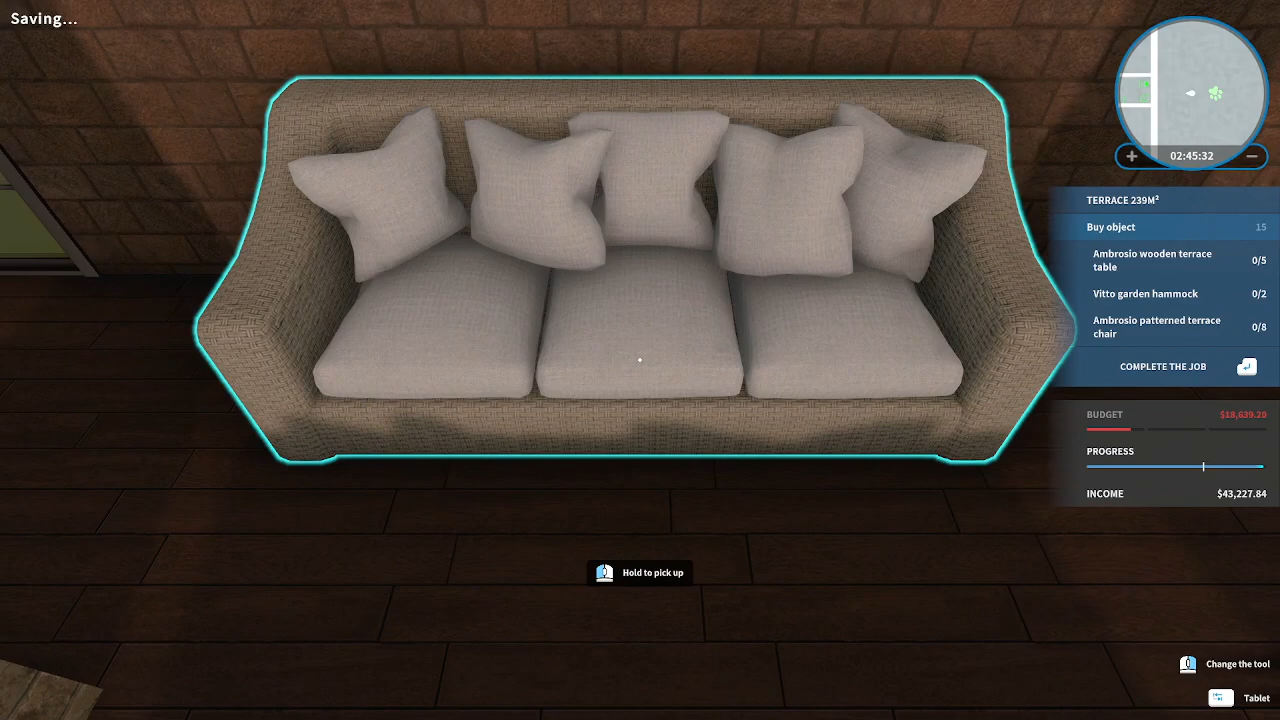 Saving...
+ 02:45:32 −
TERRACE 239M²
Buy object 15
Ambrosio wooden terrace
table 0/5
Vitto garden hammock 0/2
Ambrosio patterned terrace
chair 0/8
COMPLETE THE JOB
BUDGET $18,639.20
PROGRESS
INCOME $43,227.84
Hold to pick up
Change the tool
Tablet